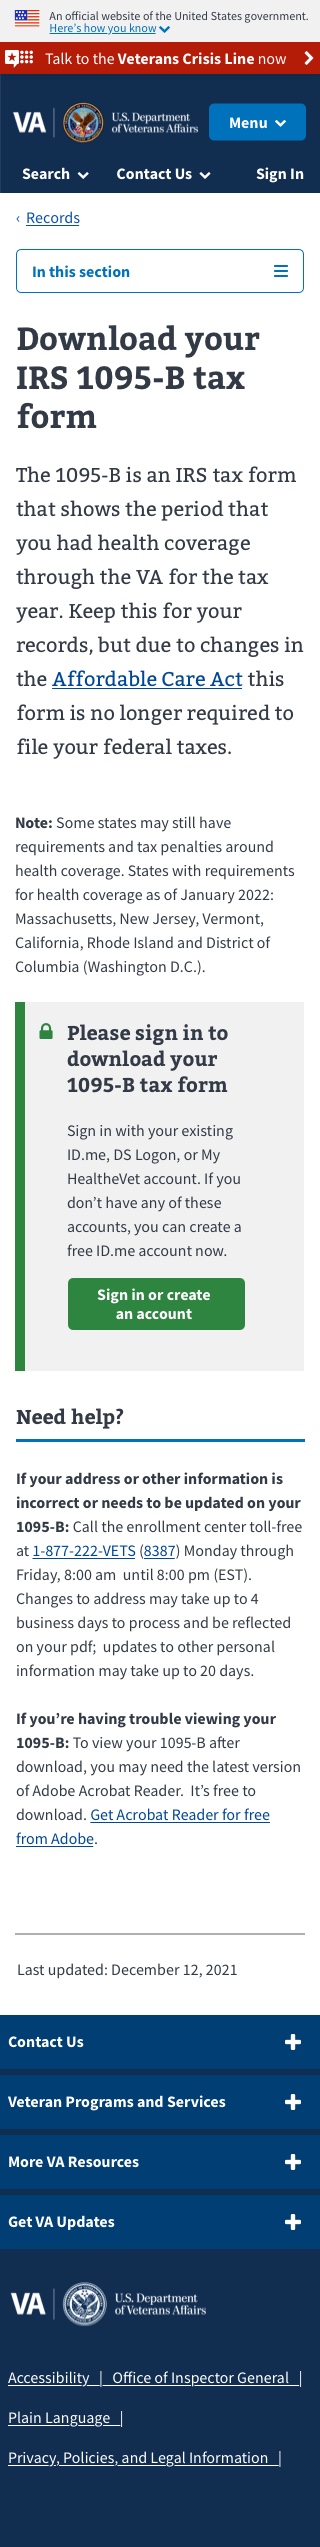 An official website of the United States government.
Here's how you know
Talk to the Veterans Crisis Line now
VA
U.S. Department
of Veterans Affairs
Menu
Search
Contact Us
Sign In
‹ Records
In this section
Download your
IRS 1095-B tax
form
The 1095-B is an IRS tax form
that shows the period that
you had health coverage
through the VA for the tax
year. Keep this for your
records, but due to changes in
the Affordable Care Act this
form is no longer required to
file your federal taxes.
Note: Some states may still have
requirements and tax penalties around
health coverage. States with requirements
for health coverage as of January 2022:
Massachusetts, New Jersey, Vermont,
California, Rhode Island and District of
Columbia (Washington D.C.).
Please sign in to
download your
1095-B tax form
Sign in with your existing
ID.me, DS Logon, or My
HealtheVet account. If you
don’t have any of these
accounts, you can create a
free ID.me account now.
Sign in or create
an account
Need help?
If your address or other information is
incorrect or needs to be updated on your
1095-B: Call the enrollment center toll-free
at 1-877-222-VETS (8387) Monday through
Friday, 8:00 am  until 8:00 pm (EST).
Changes to address may take up to 4
business days to process and be reflected
on your pdf;  updates to other personal
information may take up to 20 days.
If you’re having trouble viewing your
1095-B: To view your 1095-B after
download, you may need the latest version
of Adobe Acrobat Reader.  It’s free to
download. Get Acrobat Reader for free
from Adobe.
Last updated: December 12, 2021
Contact Us
Veteran Programs and Services
More VA Resources
Get VA Updates
VA
U.S. Department
of Veterans Affairs
Accessibility | Office of Inspector General |
Plain Language |
Privacy, Policies, and Legal Information |